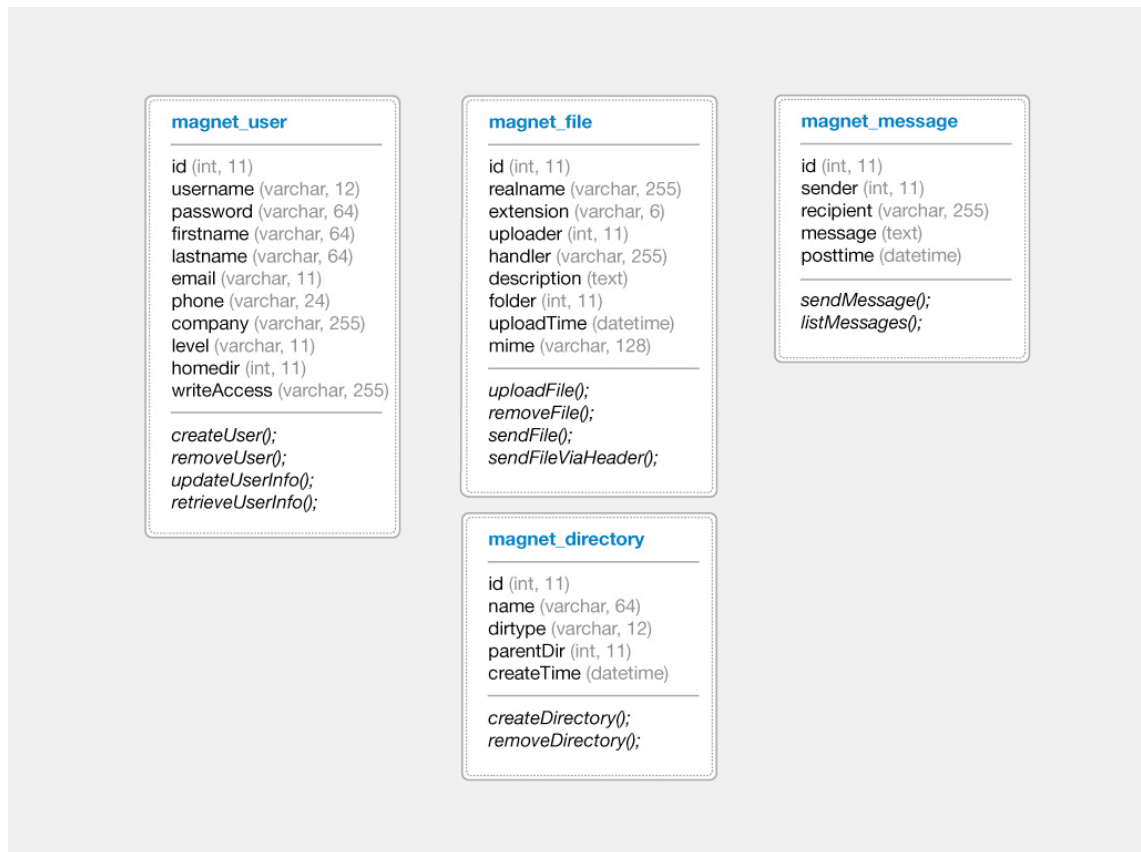 magnet_user
id (int, 11)
username (varchar, 12)
password (varchar, 64)
firstname (varchar, 64)
lastname (varchar, 64)
email (varchar, 11)
phone (varchar, 24)
company (varchar, 255)
level (varchar, 11)
homedir (int, 11)
writeAccess (varchar, 255)
createUser();
removeUser();
updateUserInfo();
retrieveUserInfo();
magnet_file
id (int, 11)
realname (varchar, 255)
extension (varchar, 6)
uploader (int, 11)
handler (varchar, 255)
description (text)
folder (int, 11)
uploadTime (datetime)
mime (varchar, 128)
uploadFile();
removeFile();
sendFile();
sendFileViaHeader();
magnet_directory
id (int, 11)
name (varchar, 64)
dirtype (varchar, 12)
parentDir (int, 11)
createTime (datetime)
createDirectory();
removeDirectory();
magnet_message
id (int, 11)
sender (int, 11)
recipient (varchar, 255)
message (text)
posttime (datetime)
sendMessage();
listMessages();